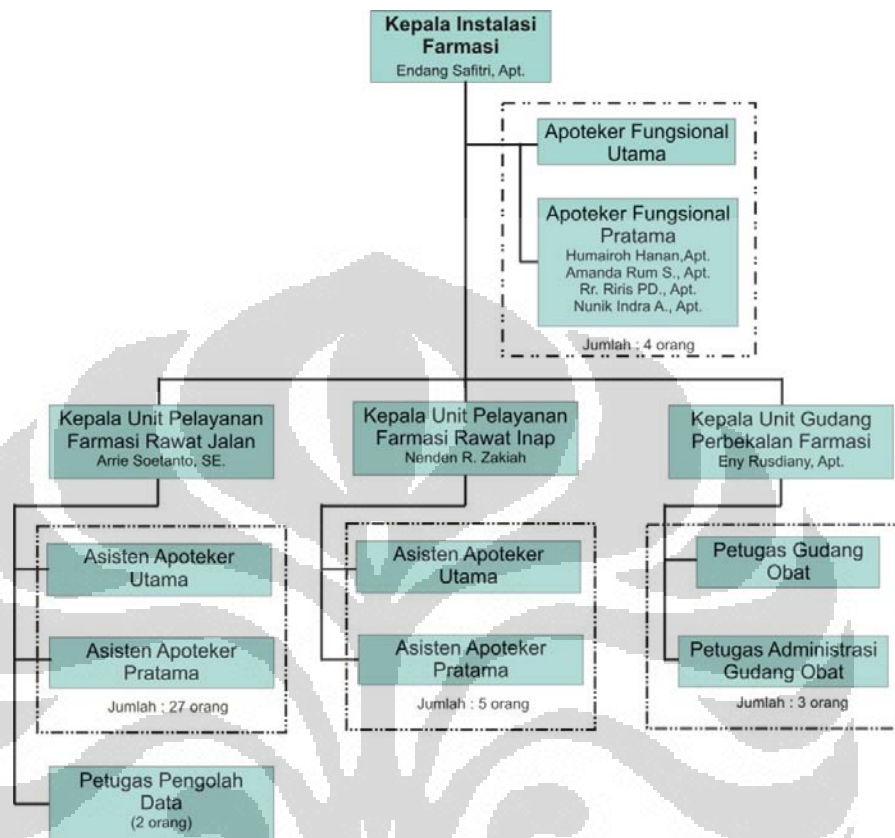 Kepala Instalasi
Farmasi
Endang Safitri, Apt.
Apoteker Fungsional
Utama
Apoteker Fungsional
Pratama
Humairoh Hanan,Apt.
Amanda Rum S., Apt.
Rr. Riris PD., Apt.
Nunik Indra A., Apt.
Jumlah : 4 orang
Kepala Unit Pelayanan
Farmasi Rawat Jalan
Arrie Soetanto, SE.
Asisten Apoteker
Utama
Asisten Apoteker
Pratama
Jumlah : 27 orang
Petugas Pengolah
Data
(2 orang)
Kepala Unit Pelayanan
Farmasi Rawat Inap
Nenden R. Zakiah
Asisten Apoteker
Utama
Asisten Apoteker
Pratama
Jumlah : 5 orang
Kepala Unit Gudang
Perbekalan Farmasi
Eny Rusdiany, Apt.
Petugas Gudang
Obat
Petugas Administrasi
Gudang Obat
Jumlah : 3 orang